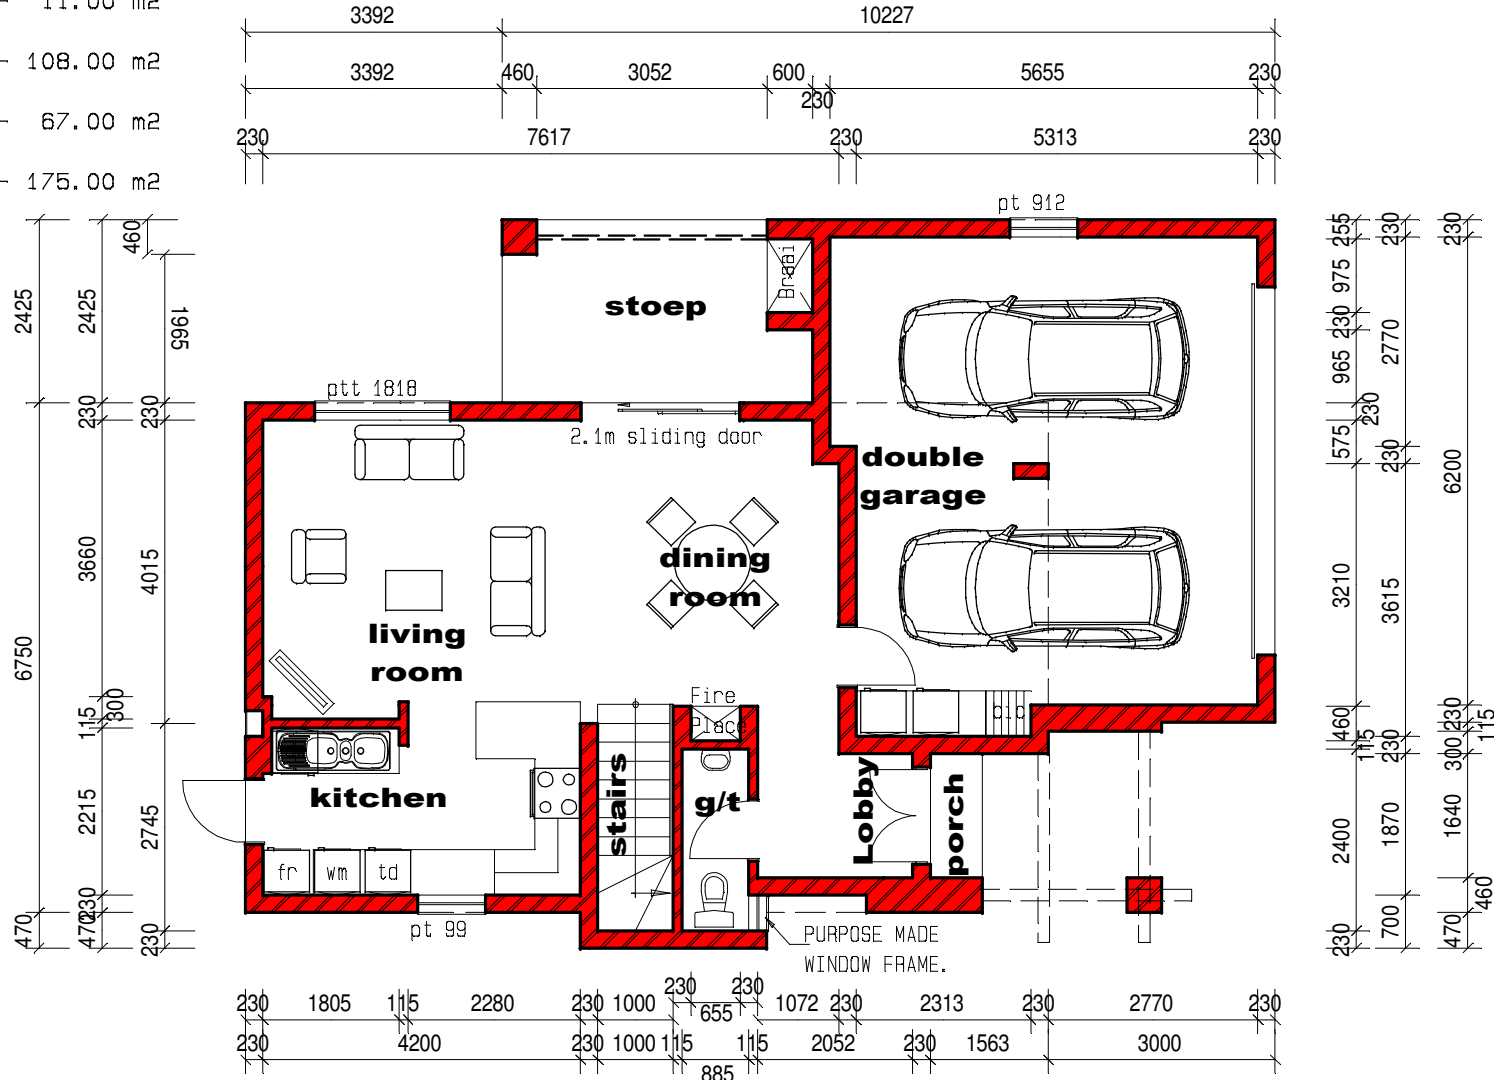 11.00 m2
3392 10227
108.00 m2
3392 460 3052 600 5655 230
230
67.00 m2
230 7617 230 5313 230
175.00 m2
pt 912
460
2425 2425 1965
Braai
stoep
255 230 230
975
230 2770
965
ptt 1818
230 230
2.1m sliding door
230
575 230
double
garage
6200
dining
room
3660 4015
3210 3615
living
room
6750
300
115
Fire
Place
bib
460 230 230
115
115 230 300
kitchen
stairs
g/t
Lobby
porch
2215 2745
2400 1870 1640
fr wm td
460
pt 99
470 470 230 230
230 700 470
PURPOSE MADE
WINDOW FRAME.
230 1805 115 2280 230 1000 230 655 230 1072 230 2313 230 2770 230
230 4200 230 1000 115 885 115 2052 230 1563 3000